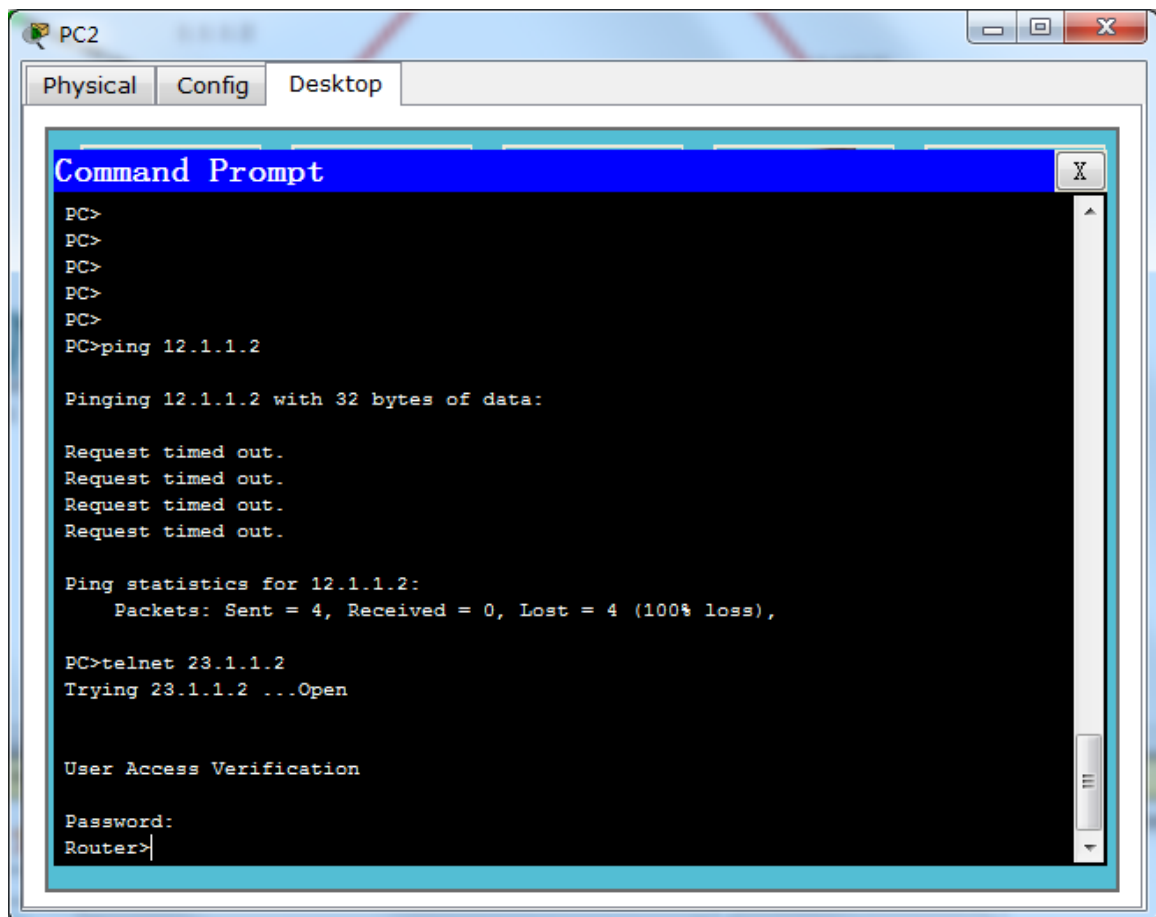 PC2
Physical Config Desktop
Command Prompt
X
PC>
PC>
PC>
PC>
PC>
PC>ping 12.1.1.2
Pinging 12.1.1.2 with 32 bytes of data:
Request timed out.
Request timed out.
Request timed out.
Request timed out.
Ping statistics for 12.1.1.2:
Packets: Sent = 4, Received = 0, Lost = 4 (100% loss),
PC>telnet 23.1.1.2
Trying 23.1.1.2 ...Open
User Access Verification
Password:
Router>